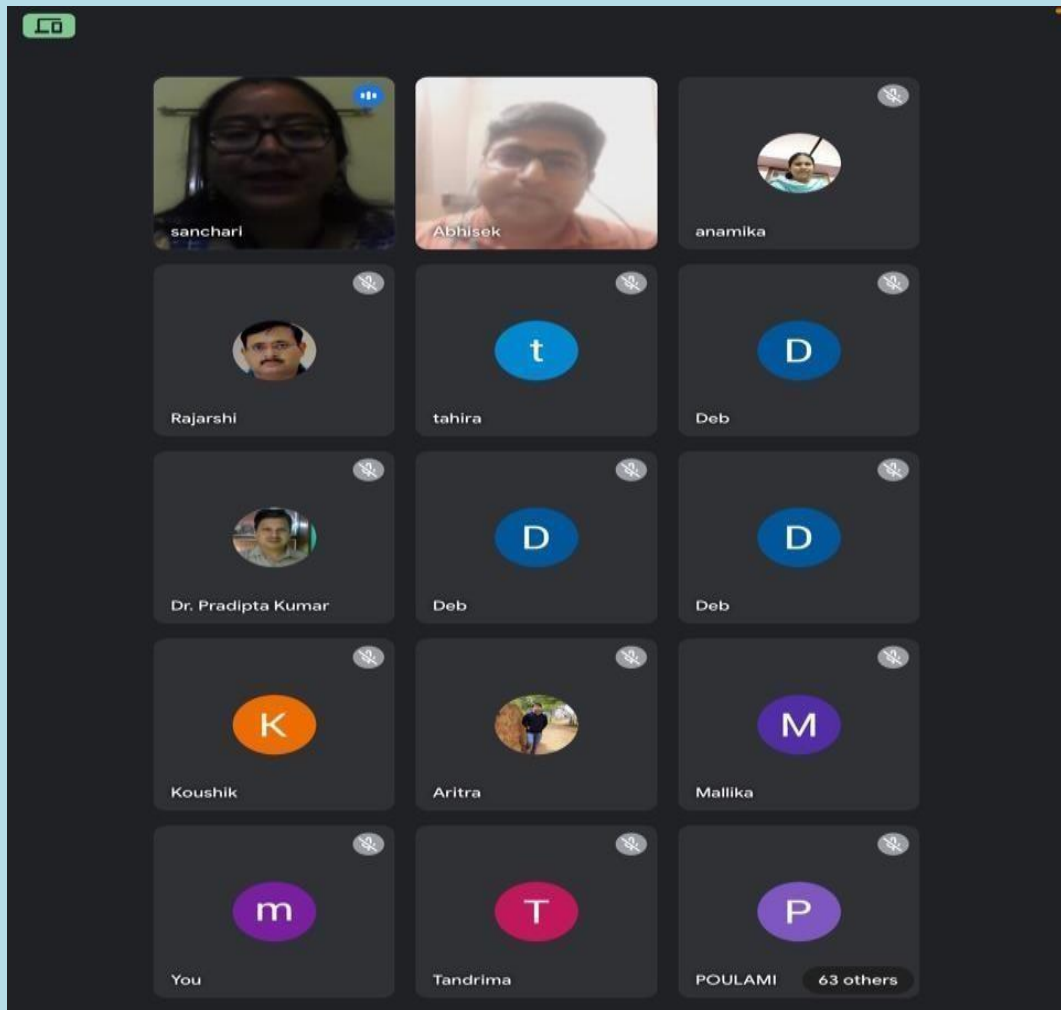 sanchari
Abhisek
anamika
Rajarshi
t
tahira
D
Deb
Dr. Pradipta Kumar
D
Deb
D
Deb
K
Koushik
Aritra
M
Mallika
m
You
T
Tandrima
P
POULAMI
63 others